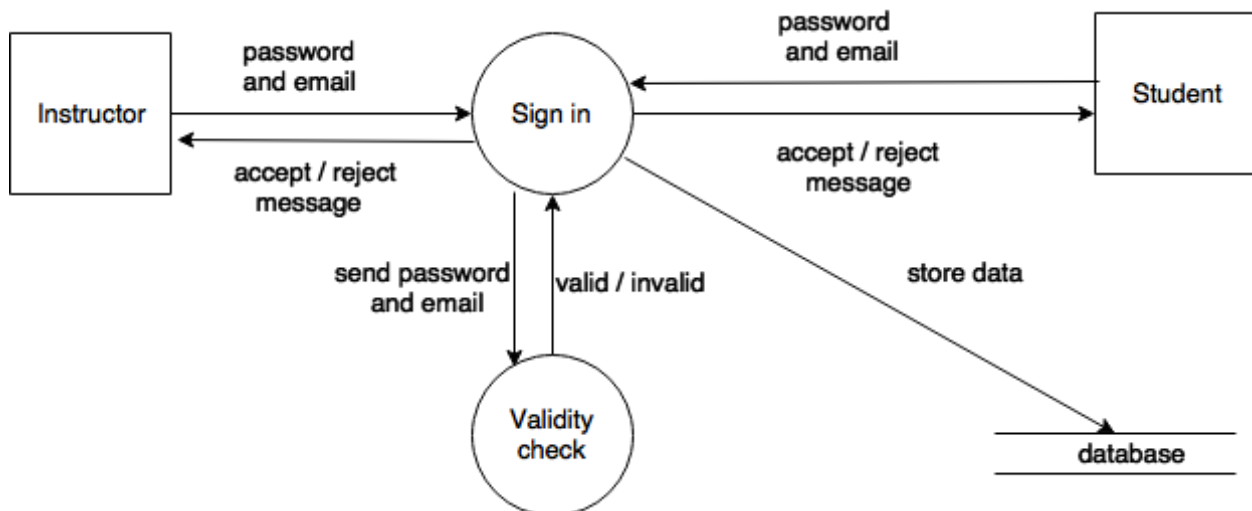 password
and email
password
and email
Instructor
Sign in
Student
accept / reject
message
accept / reject
message
send password
and email
valid / invalid
store data
Validity
check
database